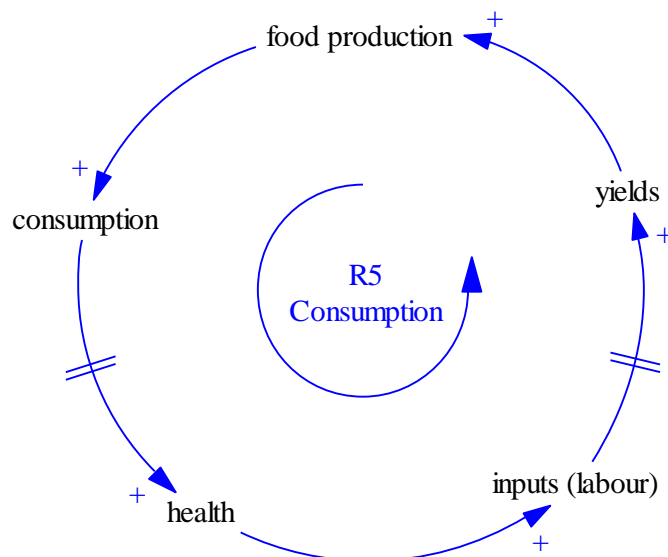 food production
+
+
consumption
yields
+
R5
Consumption
+
health
inputs (labour)
+